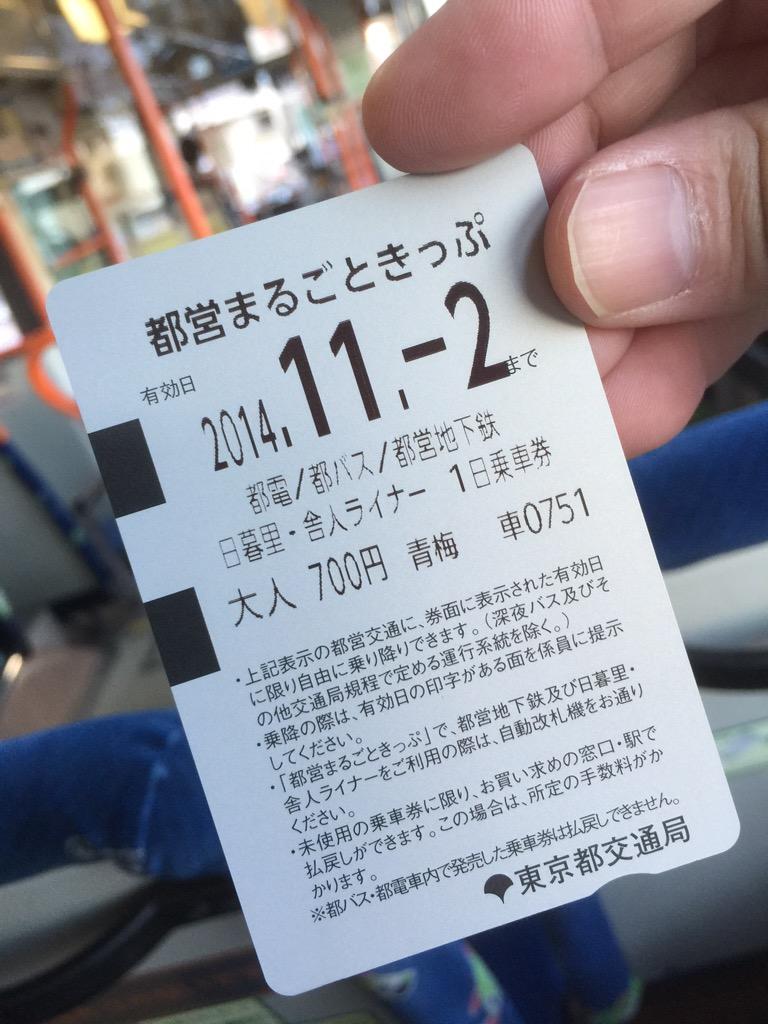 都営まるごときっぷ
有効日
2014.11.-2まで
都電/都バス/都営地下鉄
日暮里・舎人ライナー 1日乗車券
大人 700円 青梅 車0751
・上記表示の都営交通に、券面に表示された有効日
に限り自由に乗り降りできます。(深夜バス及びそ
の他交通局規程で定める運行系統を除く。)
・乗降の際は、有効日の印字がある面を係員に提示
してください。
・「都営まるごときっぷ」で、都営地下鉄及び日暮里・
舎人ライナーをご利用の際は、自動改札機をお通り
ください。
・未使用の乗車券に限り、お買い求めの窓口・駅で
払戻しができます。この場合は、所定の手数料がか
かります。
※都バス・都電車内で発売した乗車券は払戻しできません。
東京都交通局